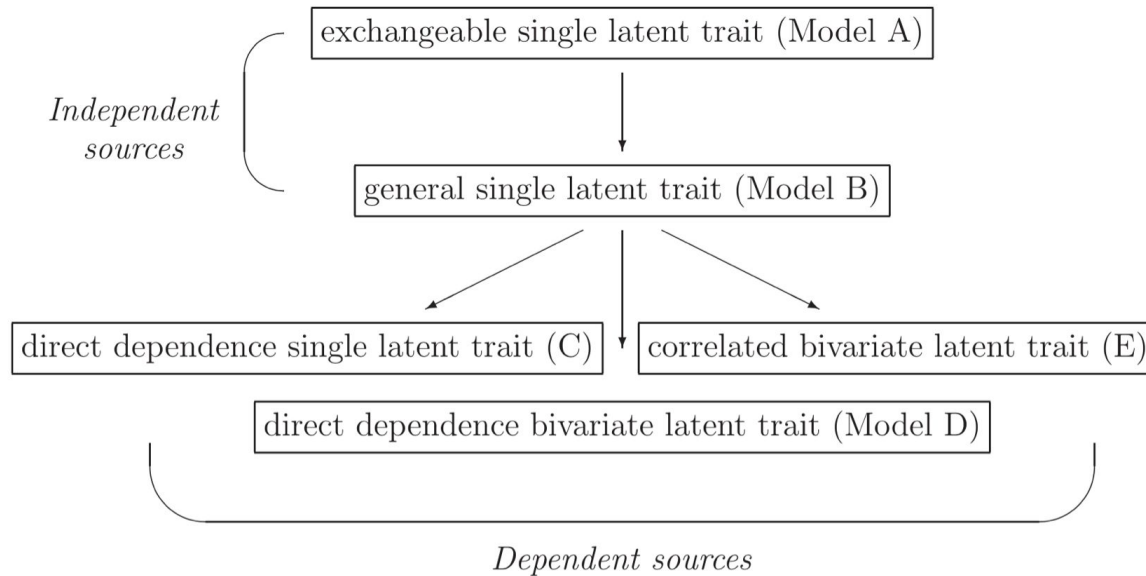 exchangeable single latent trait (Model A)
Independent
sources
general single latent trait (Model B)
direct dependence single latent trait (C)
correlated bivariate latent trait (E)
direct dependence bivariate latent trait (Model D)
Dependent sources